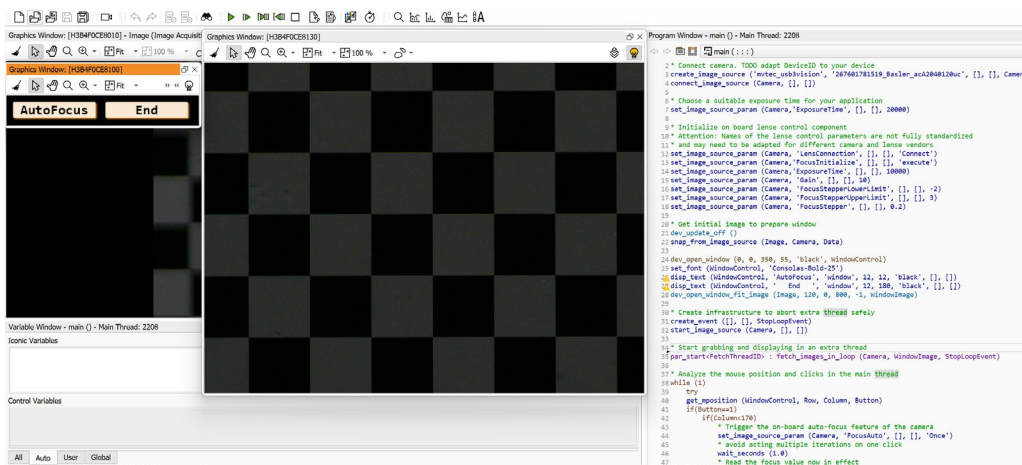 Graphics Window: [H3B4F0CE8010] - Image (Image Acquisiti
Fit
100 %
Graphics Window: [H3B4F0CE8100]
Fit
AutoFocus
End
Graphics Window: [H3B4F0CE8130]
Fit
100 %
Variable Window - main () - Main Thread: 2208
Iconic Variables
Control Variables
All Auto User Global
Program Window - main () - Main Thread: 2208
main ( : : : )
2 * Connect camera. TODO adapt DeviceID to your device
3 create_image_source ('mvtec_usb3vision', '267601781519_Basler_acA2040120uc', [], [], Camer
4 connect_image_source (Camera, [], [])
5
6 * Choose a suitable exposure time for your application
7 set_image_source_param (Camera,'ExposureTime', [], [], 20000)
8
9 * Initialize on board lense control component
10 * Attention: Names of the lense control parameters are not fully standardized
11 * and may need to be adapted for different camera and lense vendors
12 set_image_source_param (Camera, 'LensConnection', [], [], 'Connect')
13 set_image_source_param (Camera,'FocusInitialize', [], [], 'execute')
14 set_image_source_param (Camera,'ExposureTime', [], [], 10000)
15 set_image_source_param (Camera, 'Gain', [], [], 10)
16 set_image_source_param (Camera, 'FocusStepperLowerLimit', [], [], -2)
17 set_image_source_param (Camera, 'FocusStepperUpperLimit', [], [], 3)
18 set_image_source_param (Camera, 'FocusStepper', [], [], 0.2)
19
20 * Get initial image to prepare window
21 dev_update_off ()
22 snap_from_image_source (Image, Camera, Data)
23
24 dev_open_window (0, 0, 350, 55, 'black', WindowControl)
25 set_font (WindowControl, 'Consolas-Bold-25')
disp_text (WindowControl, 'AutoFocus', 'window', 12, 12, 'black', [], [])
disp_text (WindowControl, '   End   ', 'window', 12, 180, 'black', [], [])
28 dev_open_window_fit_image (Image, 120, 0, 800, -1, WindowImage)
29
30 * Create infrastructure to abort extra thread safely
31 create_event ([], [], StopLoopEvent)
32 start_image_source (Camera, [], [])
33
34 * Start grabbing and displaying in an extra thread
35 par_start<FetchThreadID> : fetch_images_in_loop (Camera, WindowImage, StopLoopEvent)
36
37 * Analyze the mouse position and clicks in the main thread
38 while (1)
39 try
40 get_mposition (WindowControl, Row, Column, Button)
41 if(Button==1)
42 if(Column<170)
43 * Trigger the on-board auto-focus feature of the camera
44 set_image_source_param (Camera, 'FocusAuto', [], [], 'Once')
45 * avoid acting multiple iterations on one click
46 wait_seconds (1.0)
47 * Read the focus value now in effect